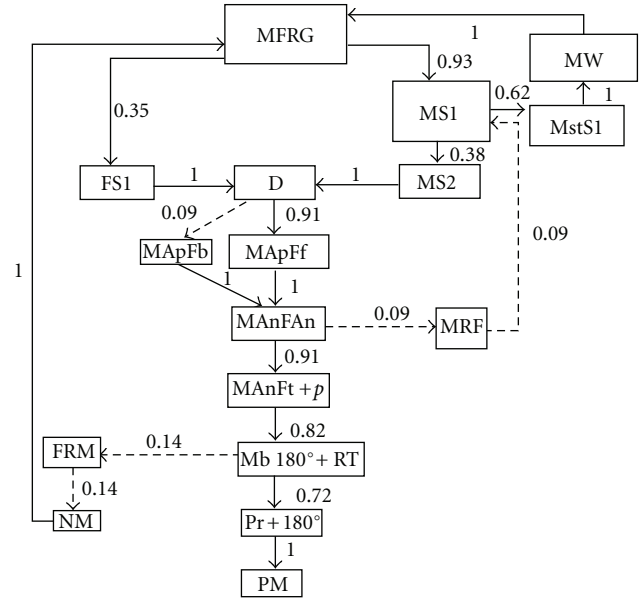 MFRG
1
MW
0.93
0.35
MS1
0.62
1
MstS1
0.38
FS1
1
D
1
MS2
0.09
0.91
0.09
MApFb
MApFf
1
1
1
MAnFAn
0.09
MRF
0.91
MAnFt + p
0.82
FRM
0.14
Mb 180° + RT
0.14
0.72
NM
Pr + 180°
1
PM